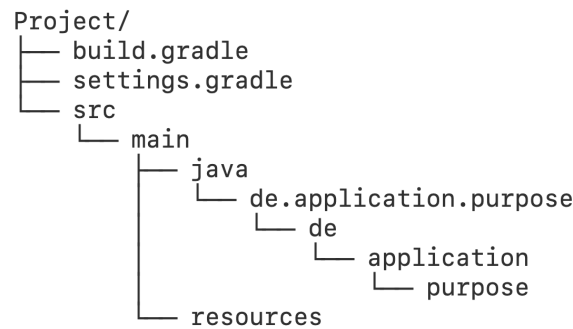 Project/
├── build.gradle
├── settings.gradle
└── src
    └── main
        ├── java
        │   └── de.application.purpose
        │       └── de
        │           └── application
        │               └── purpose
        └── resources